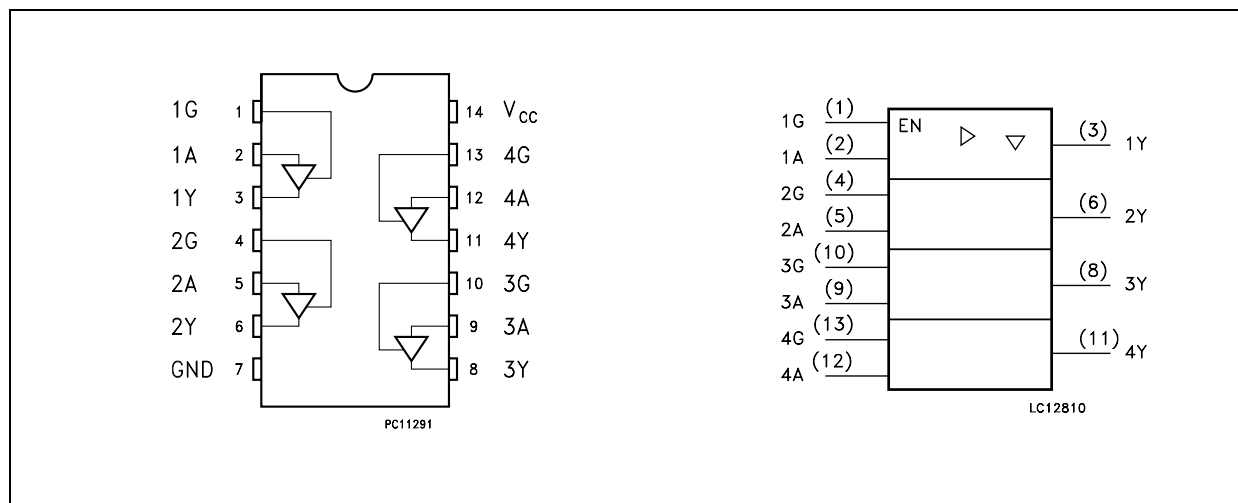 1G 1
1A 2
1Y 3
2G 4
2A 5
2Y 6
GND 7
14 VCC
13 4G
12 4A
11 4Y
10 3G
9 3A
8 3Y
PC11291
1G (1)
1A (2)
2G (4)
2A (5)
3G (10)
3A (9)
4G (13)
4A (12)
EN
(3) 1Y
(6) 2Y
(8) 3Y
(11) 4Y
LC12810